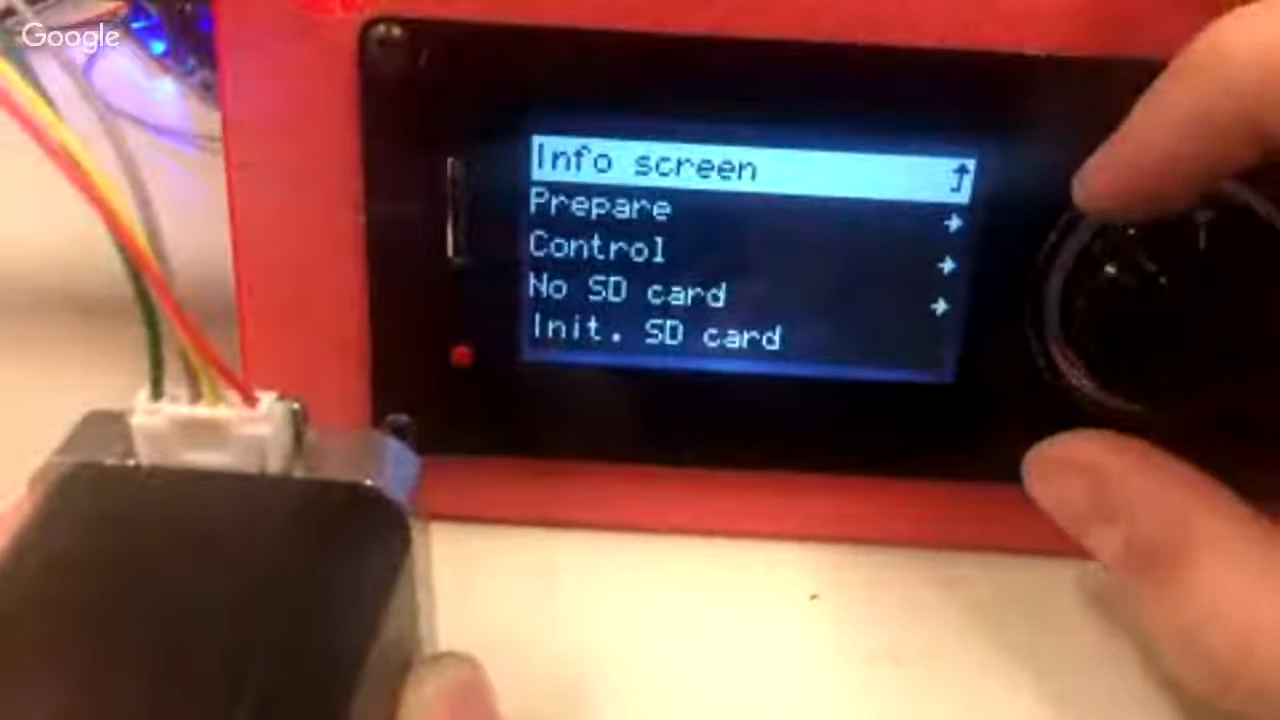 Google
Info screen
Prepare
Control
No SD card
Init. SD card